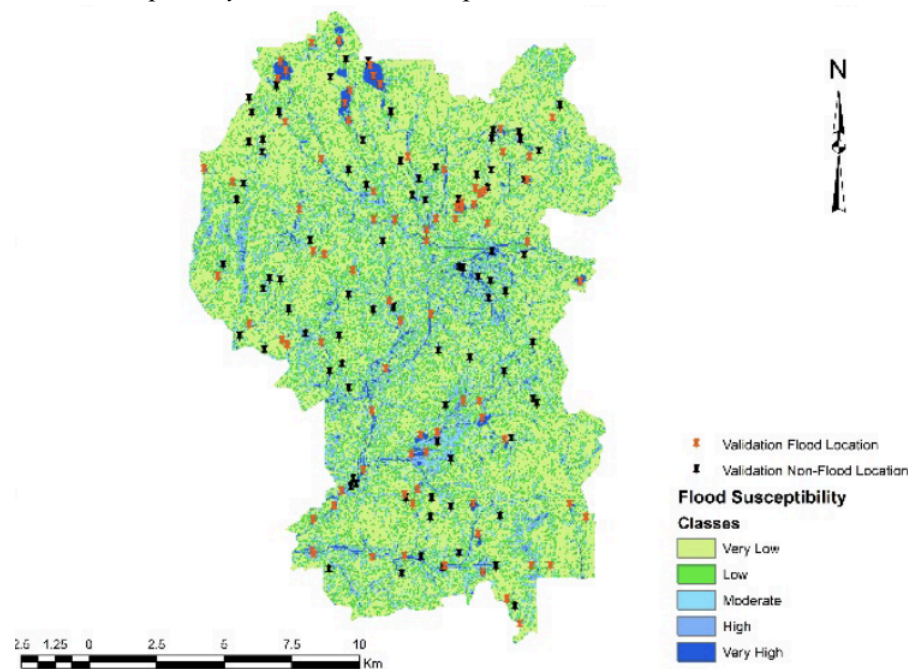 N
Validation Flood Location
Validation Non-Flood Location
Flood Susceptibility
Classes
Very Low
Low
Moderate
High
Very High
2.5 1.25 0 2.5 5 7.5 10
Km